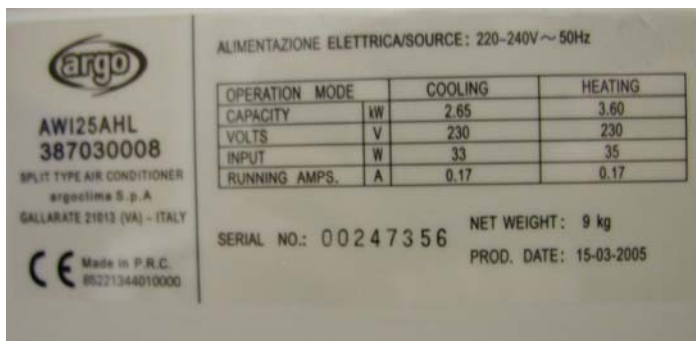 argo
AWI25AHL
387030008
SPLIT TYPE AIR CONDITIONER
argoclima S.p.A
GALLARATE 21013 (VA) - ITALY
CE Made in P.R.C.
85221344010000
ALIMENTAZIONE ELETTRICA/SOURCE: 220-240V～50Hz
OPERATION MODE COOLING HEATING
CAPACITY kW 2.65 3.60
VOLTS V 230 230
INPUT W 33 35
RUNNING AMPS. A 0.17 0.17
SERIAL NO.: 00247356
NET WEIGHT: 9 kg
PROD. DATE: 15-03-2005